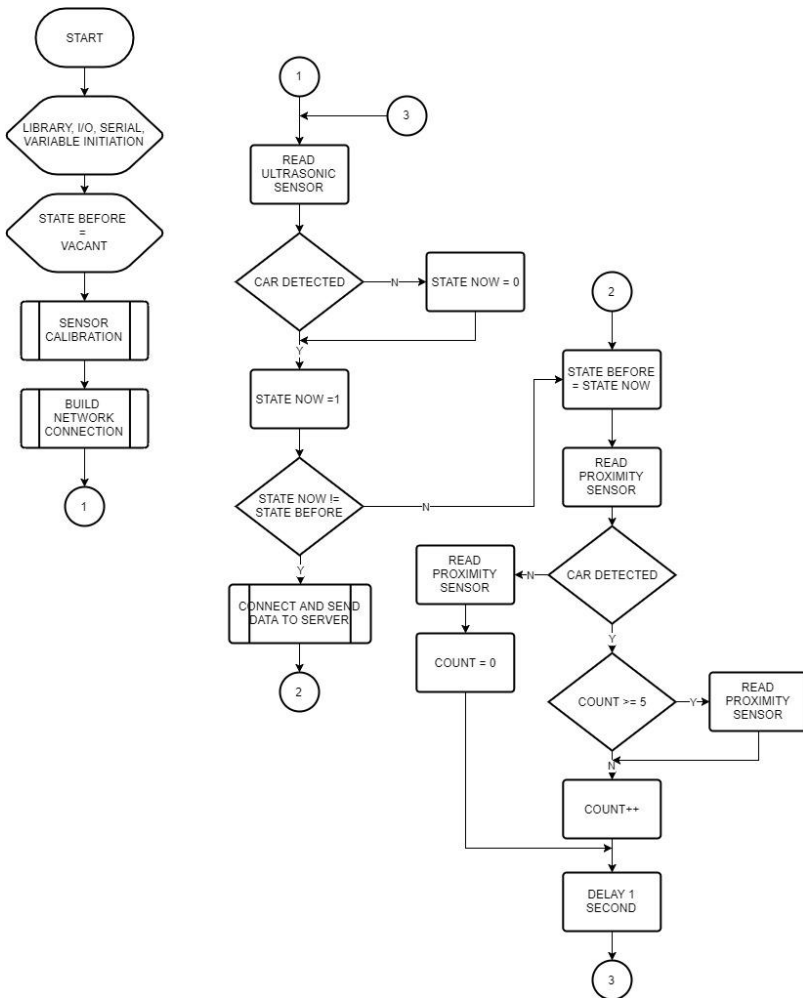 START
LIBRARY, I/O, SERIAL,
VARIABLE INITIATION
STATE BEFORE
=
VACANT
SENSOR
CALIBRATION
BUILD
NETWORK
CONNECTION
1
1
3
READ
ULTRASONIC
SENSOR
CAR DETECTED
N
STATE NOW = 0
Y
STATE NOW =1
STATE NOW !=
STATE BEFORE
N
Y
CONNECT AND SEND
DATA TO SERVER
2
2
STATE BEFORE
= STATE NOW
READ
PROXIMITY
SENSOR
CAR DETECTED
N
READ
PROXIMITY
SENSOR
COUNT = 0
Y
COUNT >= 5
Y
READ
PROXIMITY
SENSOR
N
COUNT++
DELAY 1
SECOND
3